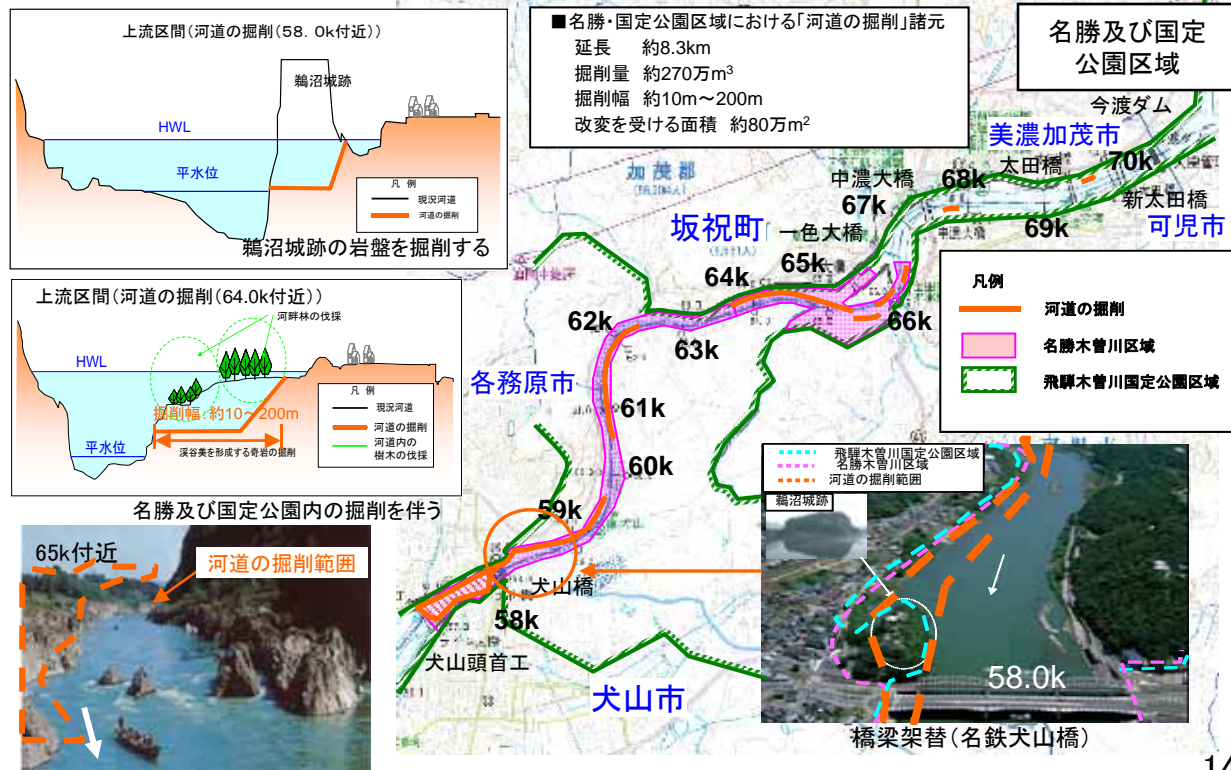 上流区間(河道の掘削(58. 0k付近))
鵜沼城跡
HWL
平水位
凡 例
現況河道
河道の掘削
鵜沼城跡の岩盤を掘削する
■名勝・国定公園区域における「河道の掘削」諸元
延長 約8.3km
掘削量 約270万m³
掘削幅 約10m～200m
改変を受ける面積 約80万m²
名勝及び国定
公園区域
今渡ダム
美濃加茂市
加茂郡
太田橋
70k
中濃大橋
68k
67k
新太田橋
坂祝町
一色大橋
69k
可児市
65k
64k
66k
62k
63k
各務原市
61k
60k
59k
犬山橋
58k
犬山頭首工
犬山市
凡例
河道の掘削
名勝木曽川区域
飛騨木曽川国定公園区域
上流区間(河道の掘削(64.0k付近))
河畔林の伐採
HWL
掘削幅:約10～200m
平水位
渓谷美を形成する奇岩の掘削
凡 例
現況河道
河道の掘削
河道内の
樹木の伐採
名勝及び国定公園内の掘削を伴う
65k付近
河道の掘削範囲
飛騨木曽川国定公園区域
名勝木曽川区域
河道の掘削範囲
鵜沼城跡
58.0k
橋梁架替(名鉄犬山橋)